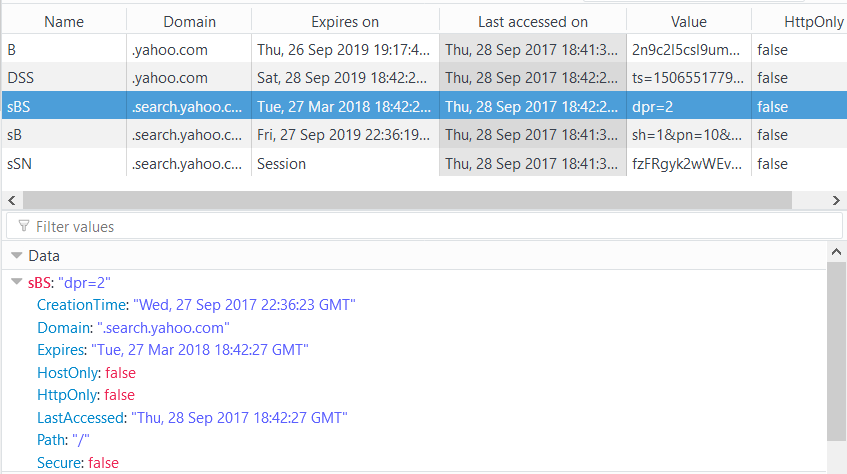 Name Domain Expires on Last accessed on Value HttpOnly
B .yahoo.com Thu, 26 Sep 2019 19:17:4... Thu, 28 Sep 2017 18:41:3... 2n9c2l5csl9um... false
DSS .yahoo.com Sat, 28 Sep 2019 18:42:2... Thu, 28 Sep 2017 18:42:2... ts=1506551779... false
sBS .search.yahoo.c... Tue, 27 Mar 2018 18:42:2... Thu, 28 Sep 2017 18:42:2... dpr=2 false
sB .search.yahoo.c... Fri, 27 Sep 2019 22:36:19... Thu, 28 Sep 2017 18:41:3... sh=1&pn=10&... false
sSN .search.yahoo.c... Session Thu, 28 Sep 2017 18:41:3... fzFRgyk2wWEv... false
Filter values
Data
sBS: "dpr=2"
CreationTime: "Wed, 27 Sep 2017 22:36:23 GMT"
Domain: ".search.yahoo.com"
Expires: "Tue, 27 Mar 2018 18:42:27 GMT"
HostOnly: false
HttpOnly: false
LastAccessed: "Thu, 28 Sep 2017 18:42:27 GMT"
Path: "/"
Secure: false